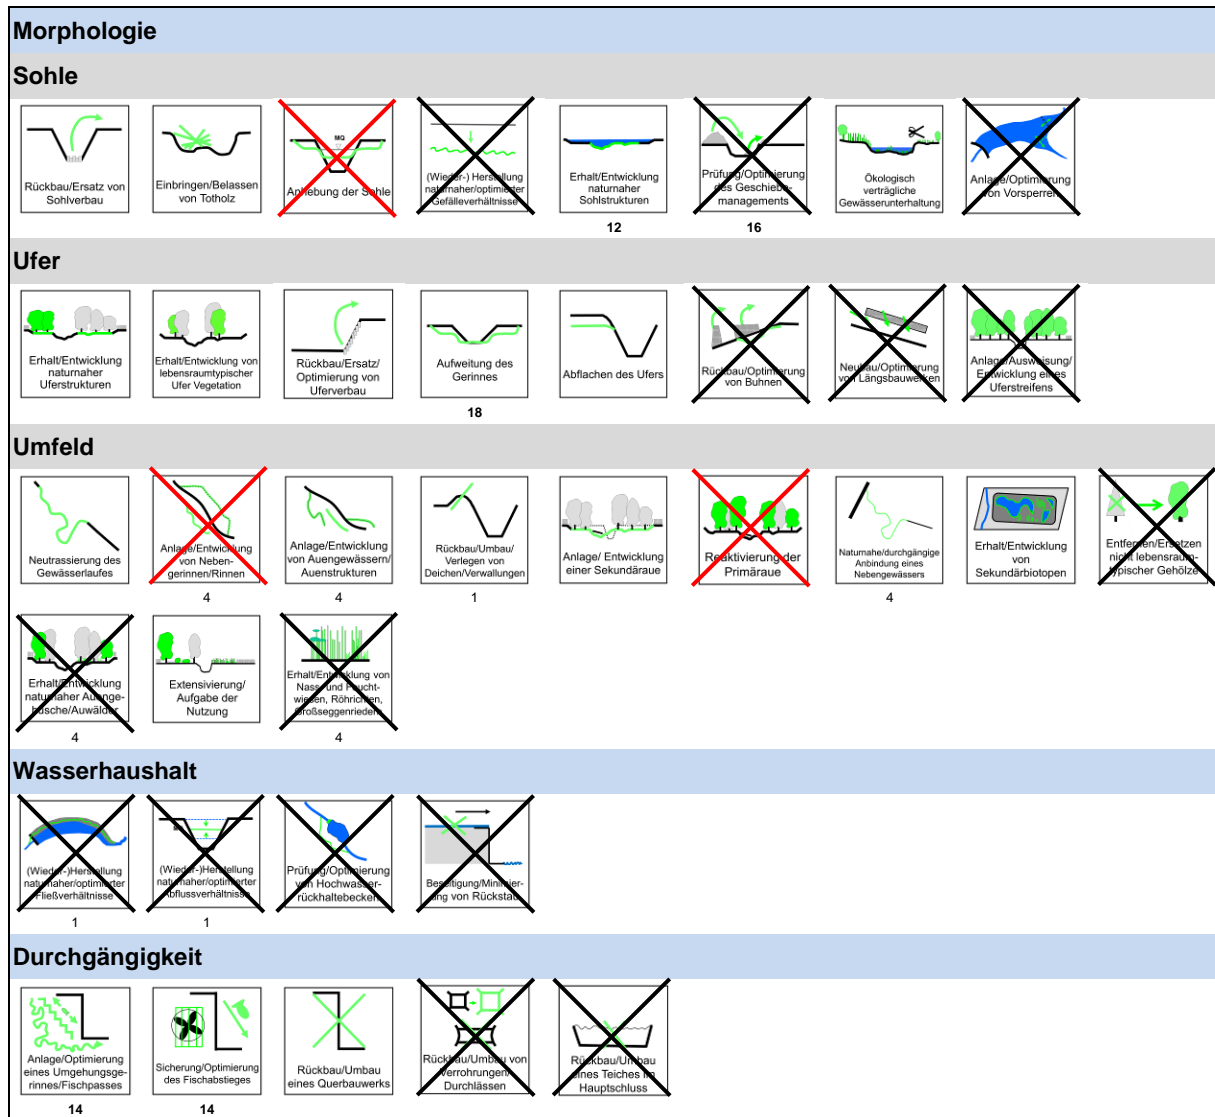 Morphologie
Sohle
Rückbau/Ersatz von
Sohlverbau
Einbringen/Belassen
von Totholz
MQ
Anhebung der Sohle
(Wieder-) Herstellung
naturnaher/optimierter
Gefälleverhältnisse
Erhalt/Entwicklung
naturnaher
Sohlstrukturen
12
Prüfung/Optimierung
des Geschiebe-
managements
16
Ökologisch
verträgliche
Gewässerunterhaltung
Anlage/Optimierung
von Vorsperren
Ufer
Erhalt/Entwicklung
naturnaher
Uferstrukturen
Erhalt/Entwicklung von
lebensraumtypischer
Ufer Vegetation
Rückbau/Ersatz/
Optimierung von
Uferverbau
Aufweitung des
Gerinnes
18
Abflachen des Ufers
Rückbau/Optimierung
von Buhnen
Neubau/Optimierung
von Längsbauwerken
Anlage/Ausweisung/
Entwicklung eines
Uferstreifens
Umfeld
Neutrassierung des
Gewässerlaufes
Anlage/Entwicklung
von Neben-
gerinnen/Rinnen
4
Anlage/Entwicklung
von Auengewässern/
Auenstrukturen
4
Rückbau/Umbau/
Verlegen von
Deichen/Verwallungen
1
Anlage/ Entwicklung
einer Sekundäraue
Reaktivierung der
Primäraue
Naturnahe/durchgängige
Anbindung eines
Nebengewässers
4
Erhalt/Entwicklung
von
Sekundärbiotopen
Entfernen/Ersetzen
nicht lebensraum-
typischer Gehölze
Erhalt/Entwicklung
naturnaher Auenge-
büsche/Auwälder
4
Extensivierung/
Aufgabe der
Nutzung
Erhalt/Entwicklung von
Nass- und Feucht-
wiesen, Röhrichten,
Großseggenriedern
4
Wasserhaushalt
(Wieder-)Herstellung
naturnaher/optimierter
Fließverhältnisse
1
(Wieder-)Herstellung
naturnaher/optimierter
Abflussverhältnisse
1
Prüfung/Optimierung
von Hochwasser-
rückhaltebecken
Beseitigung/Minimier-
ung von Rückstau
Durchgängigkeit
Anlage/Optimierung
eines Umgehungsge-
rinnes/Fischpasses
14
Sicherung/Optimierung
des Fischabstieges
14
Rückbau/Umbau
eines Querbauwerks
Rückbau/Umbau von
Verrohrungen/
Durchlässen
Rückbau/Umbau
eines Teiches im
Hauptschluss